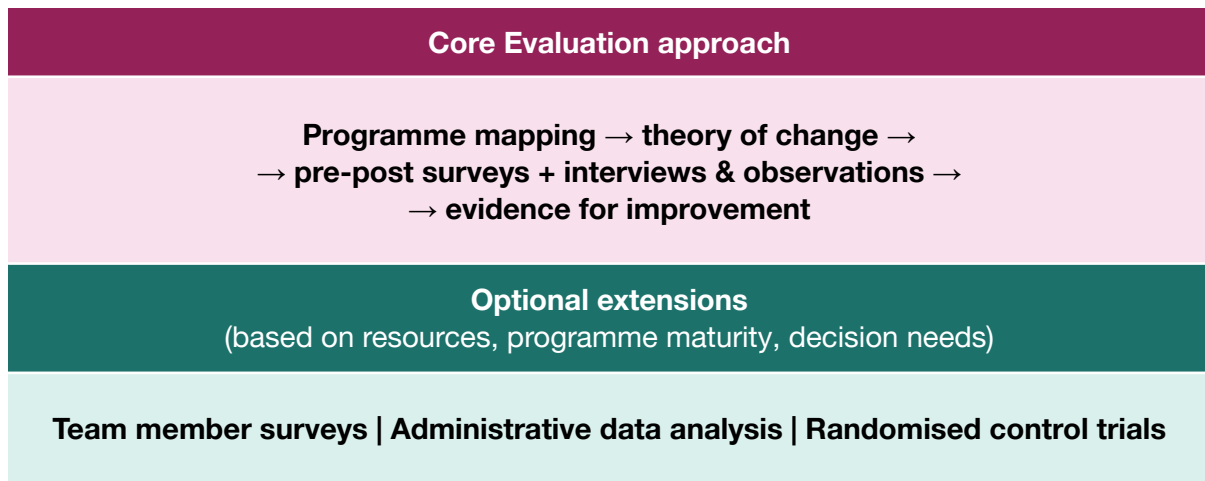 Core Evaluation approach
Programme mapping → theory of change →
→ pre-post surveys + interviews & observations →
→ evidence for improvement
Optional extensions
(based on resources, programme maturity, decision needs)
Team member surveys | Administrative data analysis | Randomised control trials